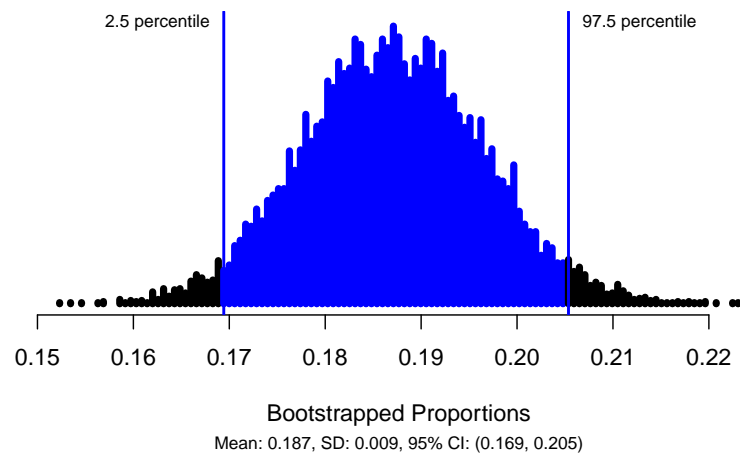 2.5 percentile
97.5 percentile
0.15 0.16 0.17 0.18 0.19 0.20 0.21 0.22
Bootstrapped Proportions
Mean: 0.187, SD: 0.009, 95% CI: (0.169, 0.205)